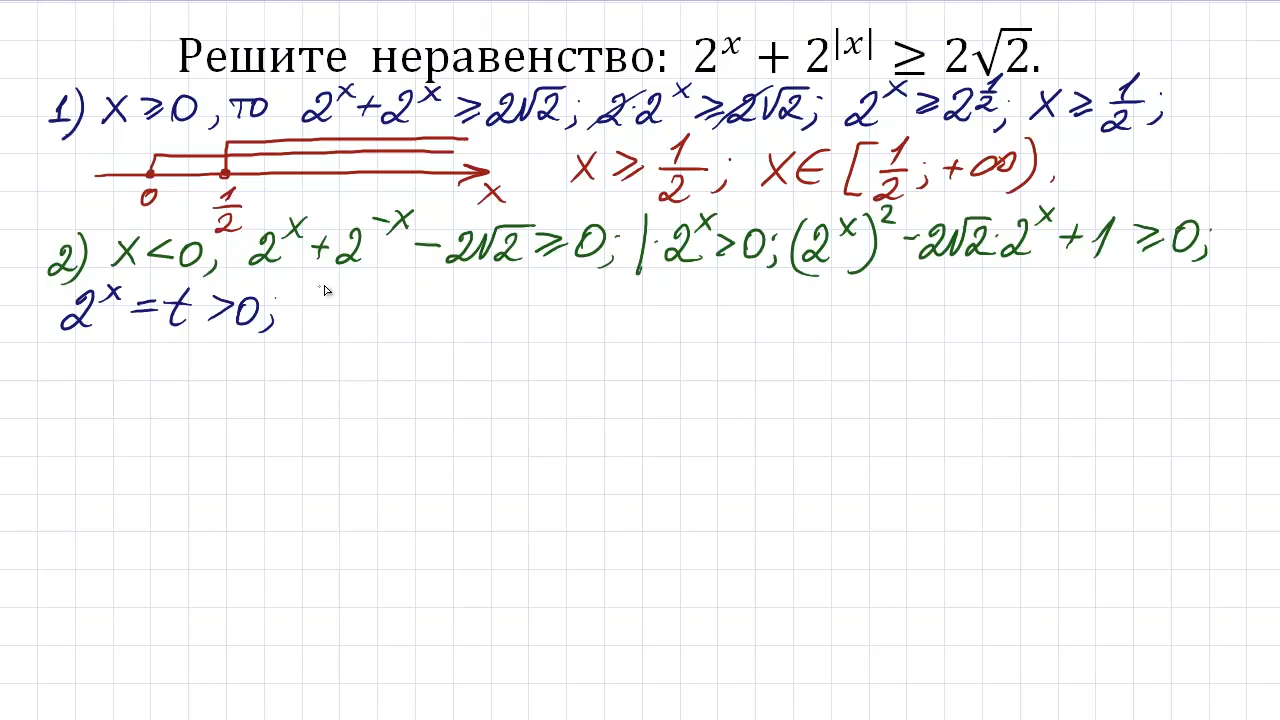 Решите неравенство: 2^x + 2^|x| ≥ 2√2.
1) x ≥ 0, то 2^x + 2^x ≥ 2√2; 2·2^x ≥ 2√2; 2^x ≥ 2^(1/2); x ≥ 1/2;
0 1/2 x x ≥ 1/2; x ∈ [1/2; +∞).
2) x < 0, 2^x + 2^(-x) - 2√2 ≥ 0; |·2^x > 0; (2^x)^2 - 2√2·2^x + 1 ≥ 0;
2^x = t > 0;